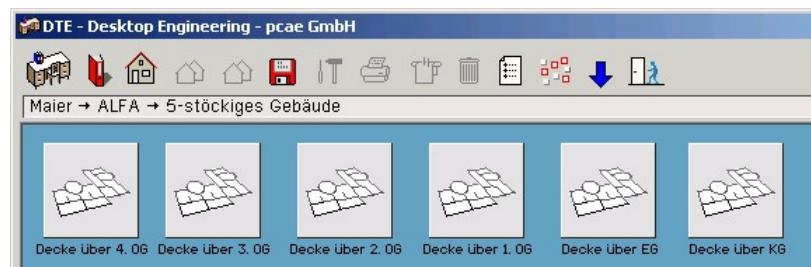 DTE - Desktop Engineering - pcae GmbH
Maier → ALFA → 5-stöckiges Gebäude
Decke über 4. OG Decke über 3. OG Decke über 2. OG Decke über 1. OG Decke über EG Decke über KG